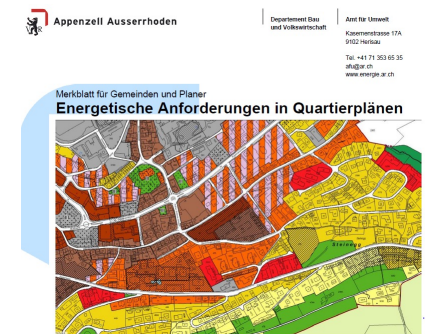 Appenzell Ausserrhoden
Departement Bau
und Volkswirtschaft
Amt für Umwelt
Kasernenstrasse 17A
9102 Herisau
Tel. +41 71 353 65 35
afu@ar.ch
www.energie.ar.ch
Merkblatt für Gemeinden und Planer
Energetische Anforderungen in Quartierplänen
Steinegg